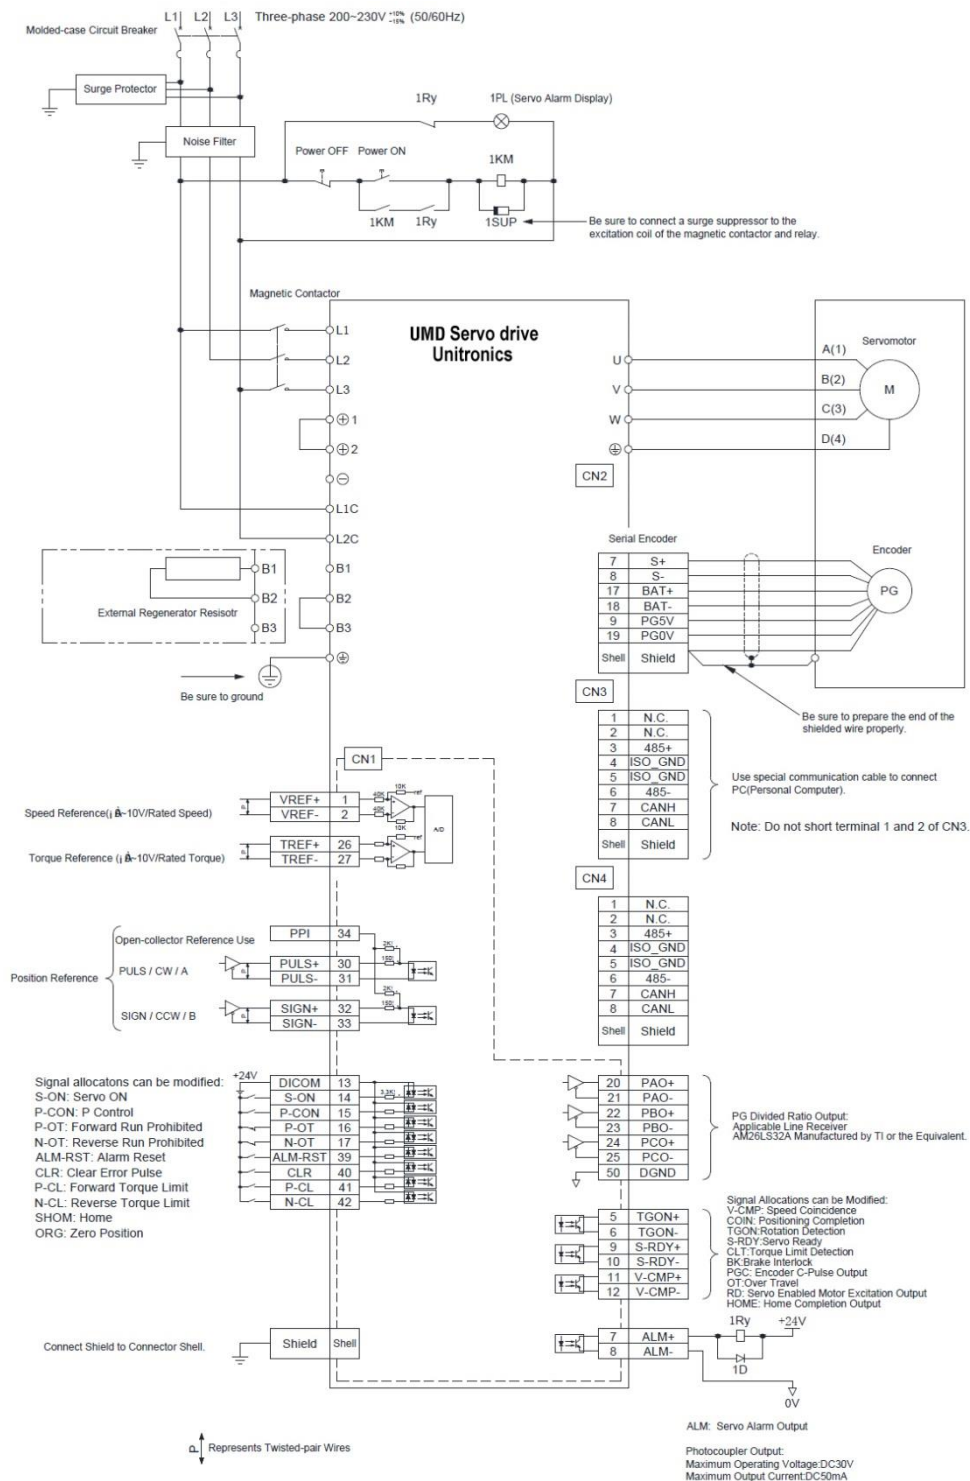 L1 L2 L3 Three-phase 200~230V +10% -15% (50/60Hz)
Molded-case Circuit Breaker
Surge Protector
Noise Filter
1Ry 1PL (Servo Alarm Display)
Power OFF Power ON
1KM
1KM 1Ry 1SUP
Be sure to connect a surge suppressor to the
excitation coil of the magnetic contactor and relay.
Magnetic Contactor
UMD Servo drive
Unitronics
L1
L2
L3
⊕1
⊕2
⊖
L1C
L2C
B1
B2
B3
U
V
W
A(1)
B(2)
C(3)
D(4)
Servomotor
M
B1
B2
B3
External Regenerator Resisotr
Be sure to ground
CN2
Serial Encoder
7 S+
8 S-
17 BAT+
18 BAT-
9 PG5V
19 PG0V
Shell Shield
Encoder
PG
Be sure to prepare the end of the
shielded wire properly.
CN3
1 N.C.
2 N.C.
3 485+
4 ISO_GND
5 ISO_GND
6 485-
7 CANH
8 CANL
Shell Shield
Use special communication cable to connect
PC(Personal Computer).
Note: Do not short terminal 1 and 2 of CN3.
CN4
1 N.C.
2 N.C.
3 485+
4 ISO_GND
5 ISO_GND
6 485-
7 CANH
8 CANL
Shell Shield
CN1
Speed Reference( ~10V/Rated Speed)
P
VREF+ 1
VREF- 2
40K
40K
10K
10K
ref
A/D
Torque Reference ( ~10V/Rated Torque)
P
TREF+ 26
TREF- 27
ref
Position Reference
Open-collector Reference Use
PPI 34
PULS / CW / A
P
PULS+ 30
PULS- 31
SIGN / CCW / B
P
SIGN+ 32
SIGN- 33
+24V
DICOM 13
S-ON 14
P-CON 15
P-OT 16
N-OT 17
ALM-RST 39
CLR 40
P-CL 41
N-CL 42
Signal allocatons can be modified:
S-ON: Servo ON
P-CON: P Control
P-OT: Forward Run Prohibited
N-OT: Reverse Run Prohibited
ALM-RST: Alarm Reset
CLR: Clear Error Pulse
P-CL: Forward Torque Limit
N-CL: Reverse Torque Limit
SHOM: Home
ORG: Zero Position
20 PAO+
21 PAO-
22 PBO+
23 PBO-
24 PCO+
25 PCO-
50 DGND
PG Divided Ratio Output:
Applicable Line Receiver
AM26LS32A Manufactured by TI or the Equivalent.
5 TGON+
6 TGON-
9 S-RDY+
10 S-RDY-
11 V-CMP+
12 V-CMP-
Signal Allocations can be Modified:
V-CMP: Speed Coincidence
COIN: Positioning Completion
TGON:Rotation Detection
S-RDY:Servo Ready
CLT:Torque Limit Detection
BK:Brake Interlock
PGC: Encoder C-Pulse Output
OT:Over Travel
RD: Servo Enabled Motor Excitation Output
HOME: Home Completion Output
7 ALM+
8 ALM-
1Ry +24V
1D
0V
Connect Shield to Connector Shell.
Shield Shell
ALM: Servo Alarm Output
P Represents Twisted-pair Wires
Photocoupler Output:
Maximum Operating Voltage:DC30V
Maximum Output Current:DC50mA